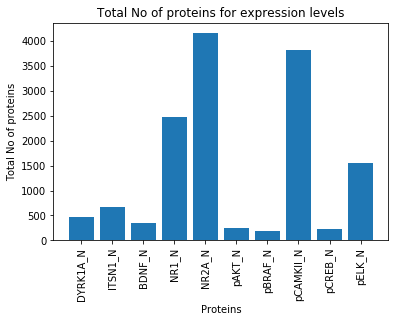 Total No of proteins for expression levels
Total No of proteins
4000
3500
3000
2500
2000
1500
1000
500
0
DYRK1A_N
ITSN1_N
BDNF_N
NR1_N
NR2A_N
pAKT_N
pBRAF_N
pCAMKII_N
pCREB_N
pELK_N
Proteins